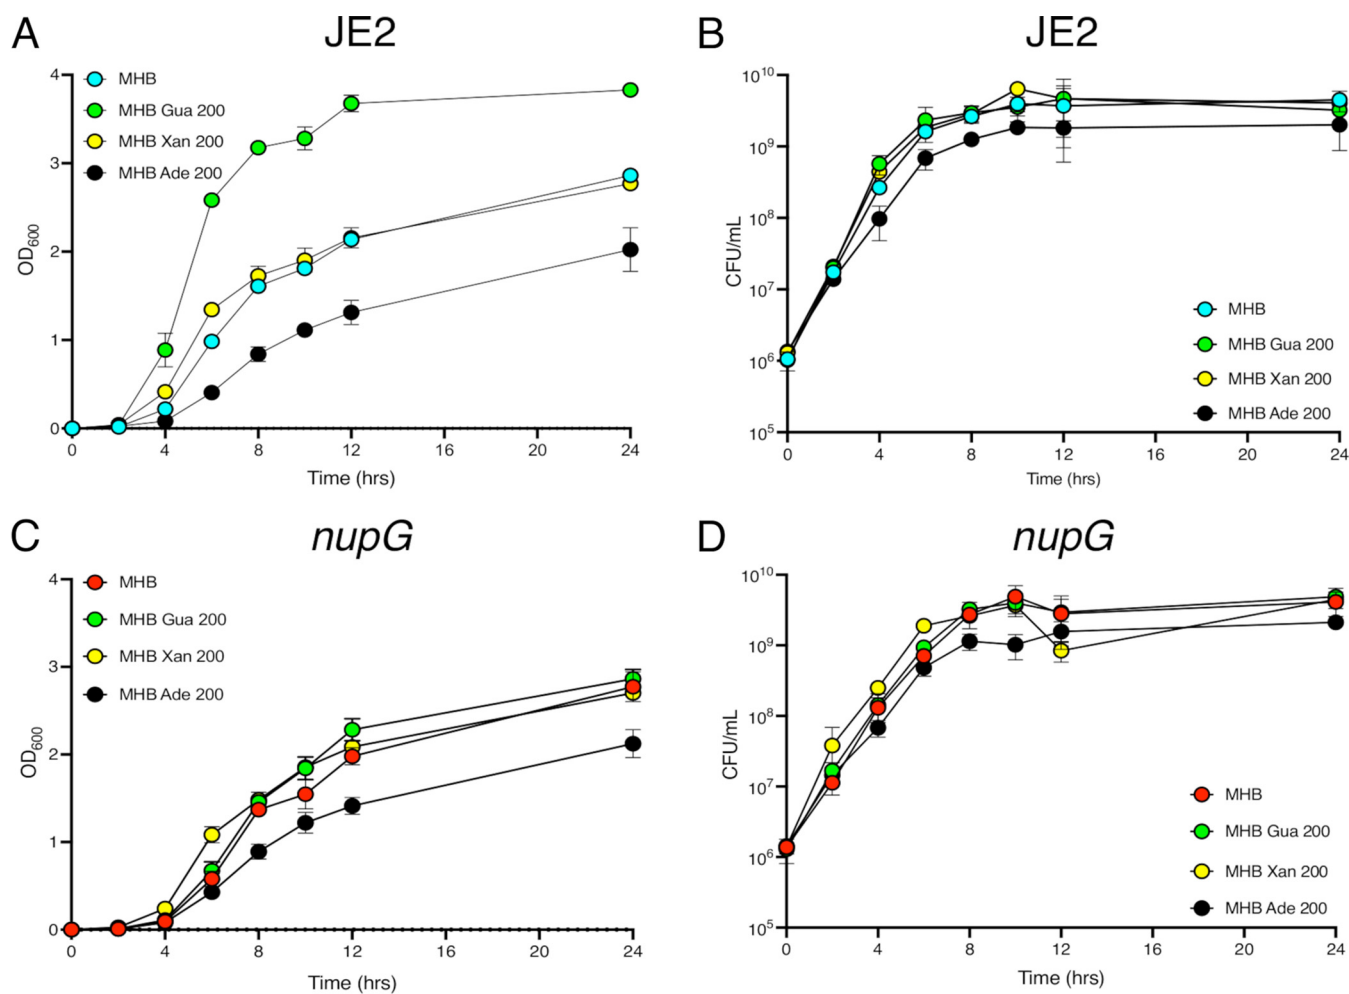 A
JE2
MHB
MHB Gua 200
MHB Xan 200
MHB Ade 200
4
3
2
1
0
OD600
0 4 8 12 16 20 24
Time (hrs)
B
JE2
10^10
10^9
10^8
10^7
10^6
10^5
CFU/mL
MHB
MHB Gua 200
MHB Xan 200
MHB Ade 200
0 4 8 12 16 20 24
Time (hrs)
C
nupG
MHB
MHB Gua 200
MHB Xan 200
MHB Ade 200
4
3
2
1
0
OD600
0 4 8 12 16 20 24
Time (hrs)
D
nupG
10^10
10^9
10^8
10^7
10^6
10^5
CFU/mL
MHB
MHB Gua 200
MHB Xan 200
MHB Ade 200
0 4 8 12 16 20 24
Time (hrs)